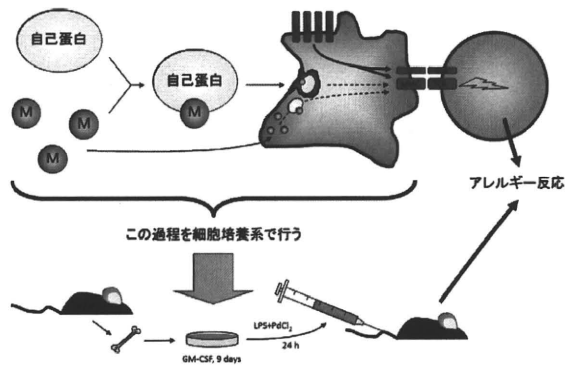 自己蛋白
自己蛋白
M
M
M
M
アレルギー反応
この過程を細胞培養系で行う
LPS+PdCl₂
24 h
GM-CSF, 9 days